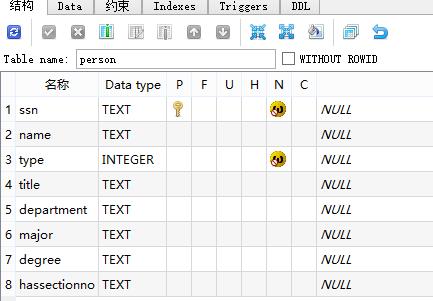 结构 Data 约束 Indexes Triggers DDL
Table name: person WITHOUT ROWID
名称 Data type P F U H N C
1 ssn TEXT NULL
2 name TEXT NULL
3 type INTEGER NULL
4 title TEXT NULL
5 department TEXT NULL
6 major TEXT NULL
7 degree TEXT NULL
8 hassectionno TEXT NULL